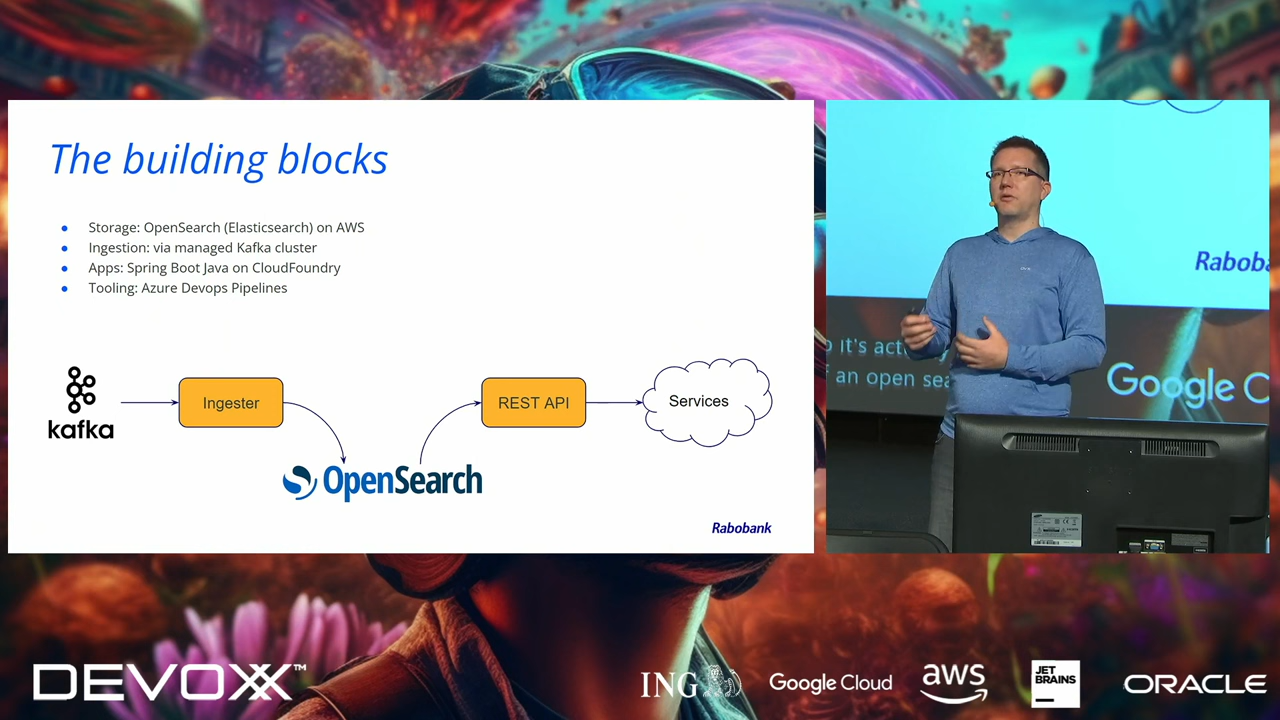 The building blocks
Storage: OpenSearch (Elasticsearch) on AWS
Ingestion: via managed Kafka cluster
Apps: Spring Boot Java on CloudFoundry
Tooling: Azure Devops Pipelines
kafka
Ingester
OpenSearch
REST API
Services
Rabobank
Rabob
it's act
an open sea
Google C
DEVOXX™
ING
Google Cloud
aws
JET
BRAINS
ORACLE